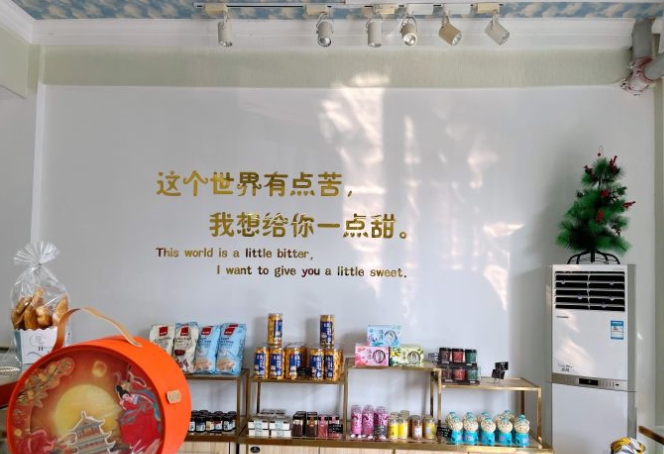 这个世界有点苦，
我想给你一点甜。
This world is a little bitter,
I want to give you a little sweet.